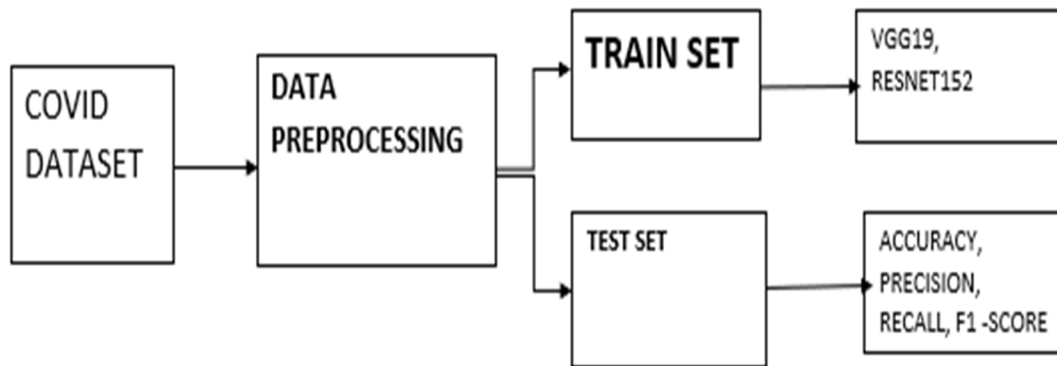 COVID
DATASET
DATA
PREPROCESSING
TRAIN SET
VGG19,
RESNET152
TEST SET
ACCURACY,
PRECISION,
RECALL, F1 -SCORE